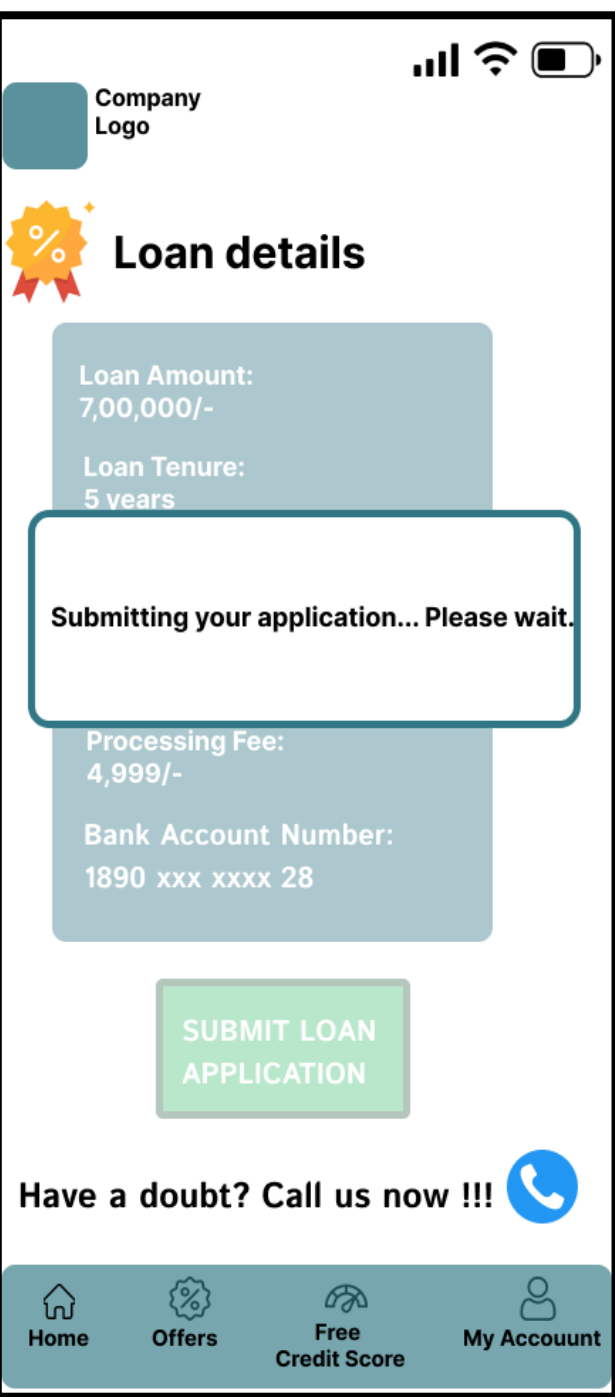 Company
Logo
Loan details
Loan Amount:
7,00,000/-
Loan Tenure:
5 years
Submitting your application... Please wait.
Processing Fee:
4,999/-
Bank Account Number:
1890 xxx xxxx 28
SUBMIT LOAN
APPLICATION
Have a doubt? Call us now !!!
Home
Offers
Free
Credit Score
My Accouunt